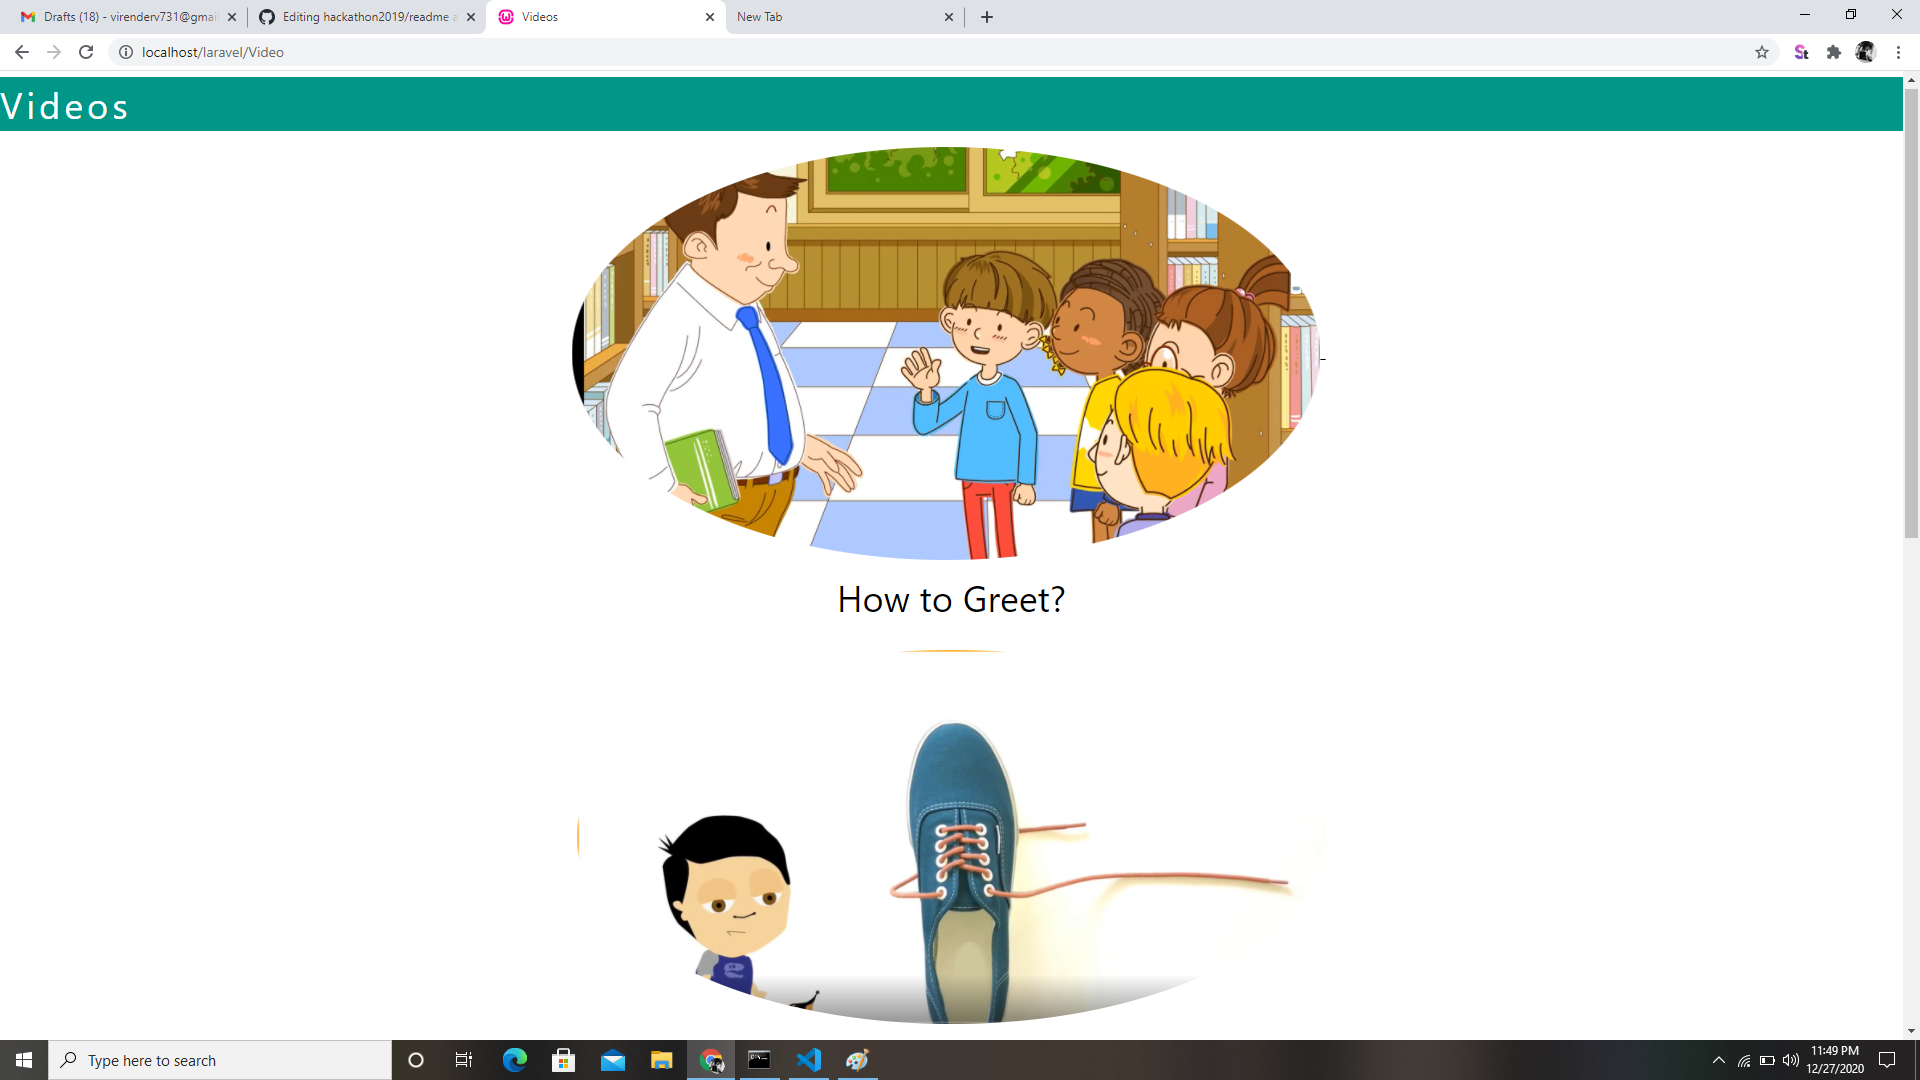 Drafts (18) - virenderv731@gmai
Editing hackathon2019/readme a
Videos
New Tab
localhost/laravel/Video
Videos
How to Greet?
Type here to search
11:49 PM
12/27/2020